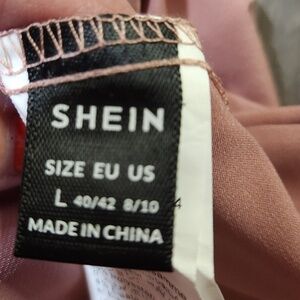 SHEIN
SIZE EU US
L 40/42 8/10
MADE IN CHINA